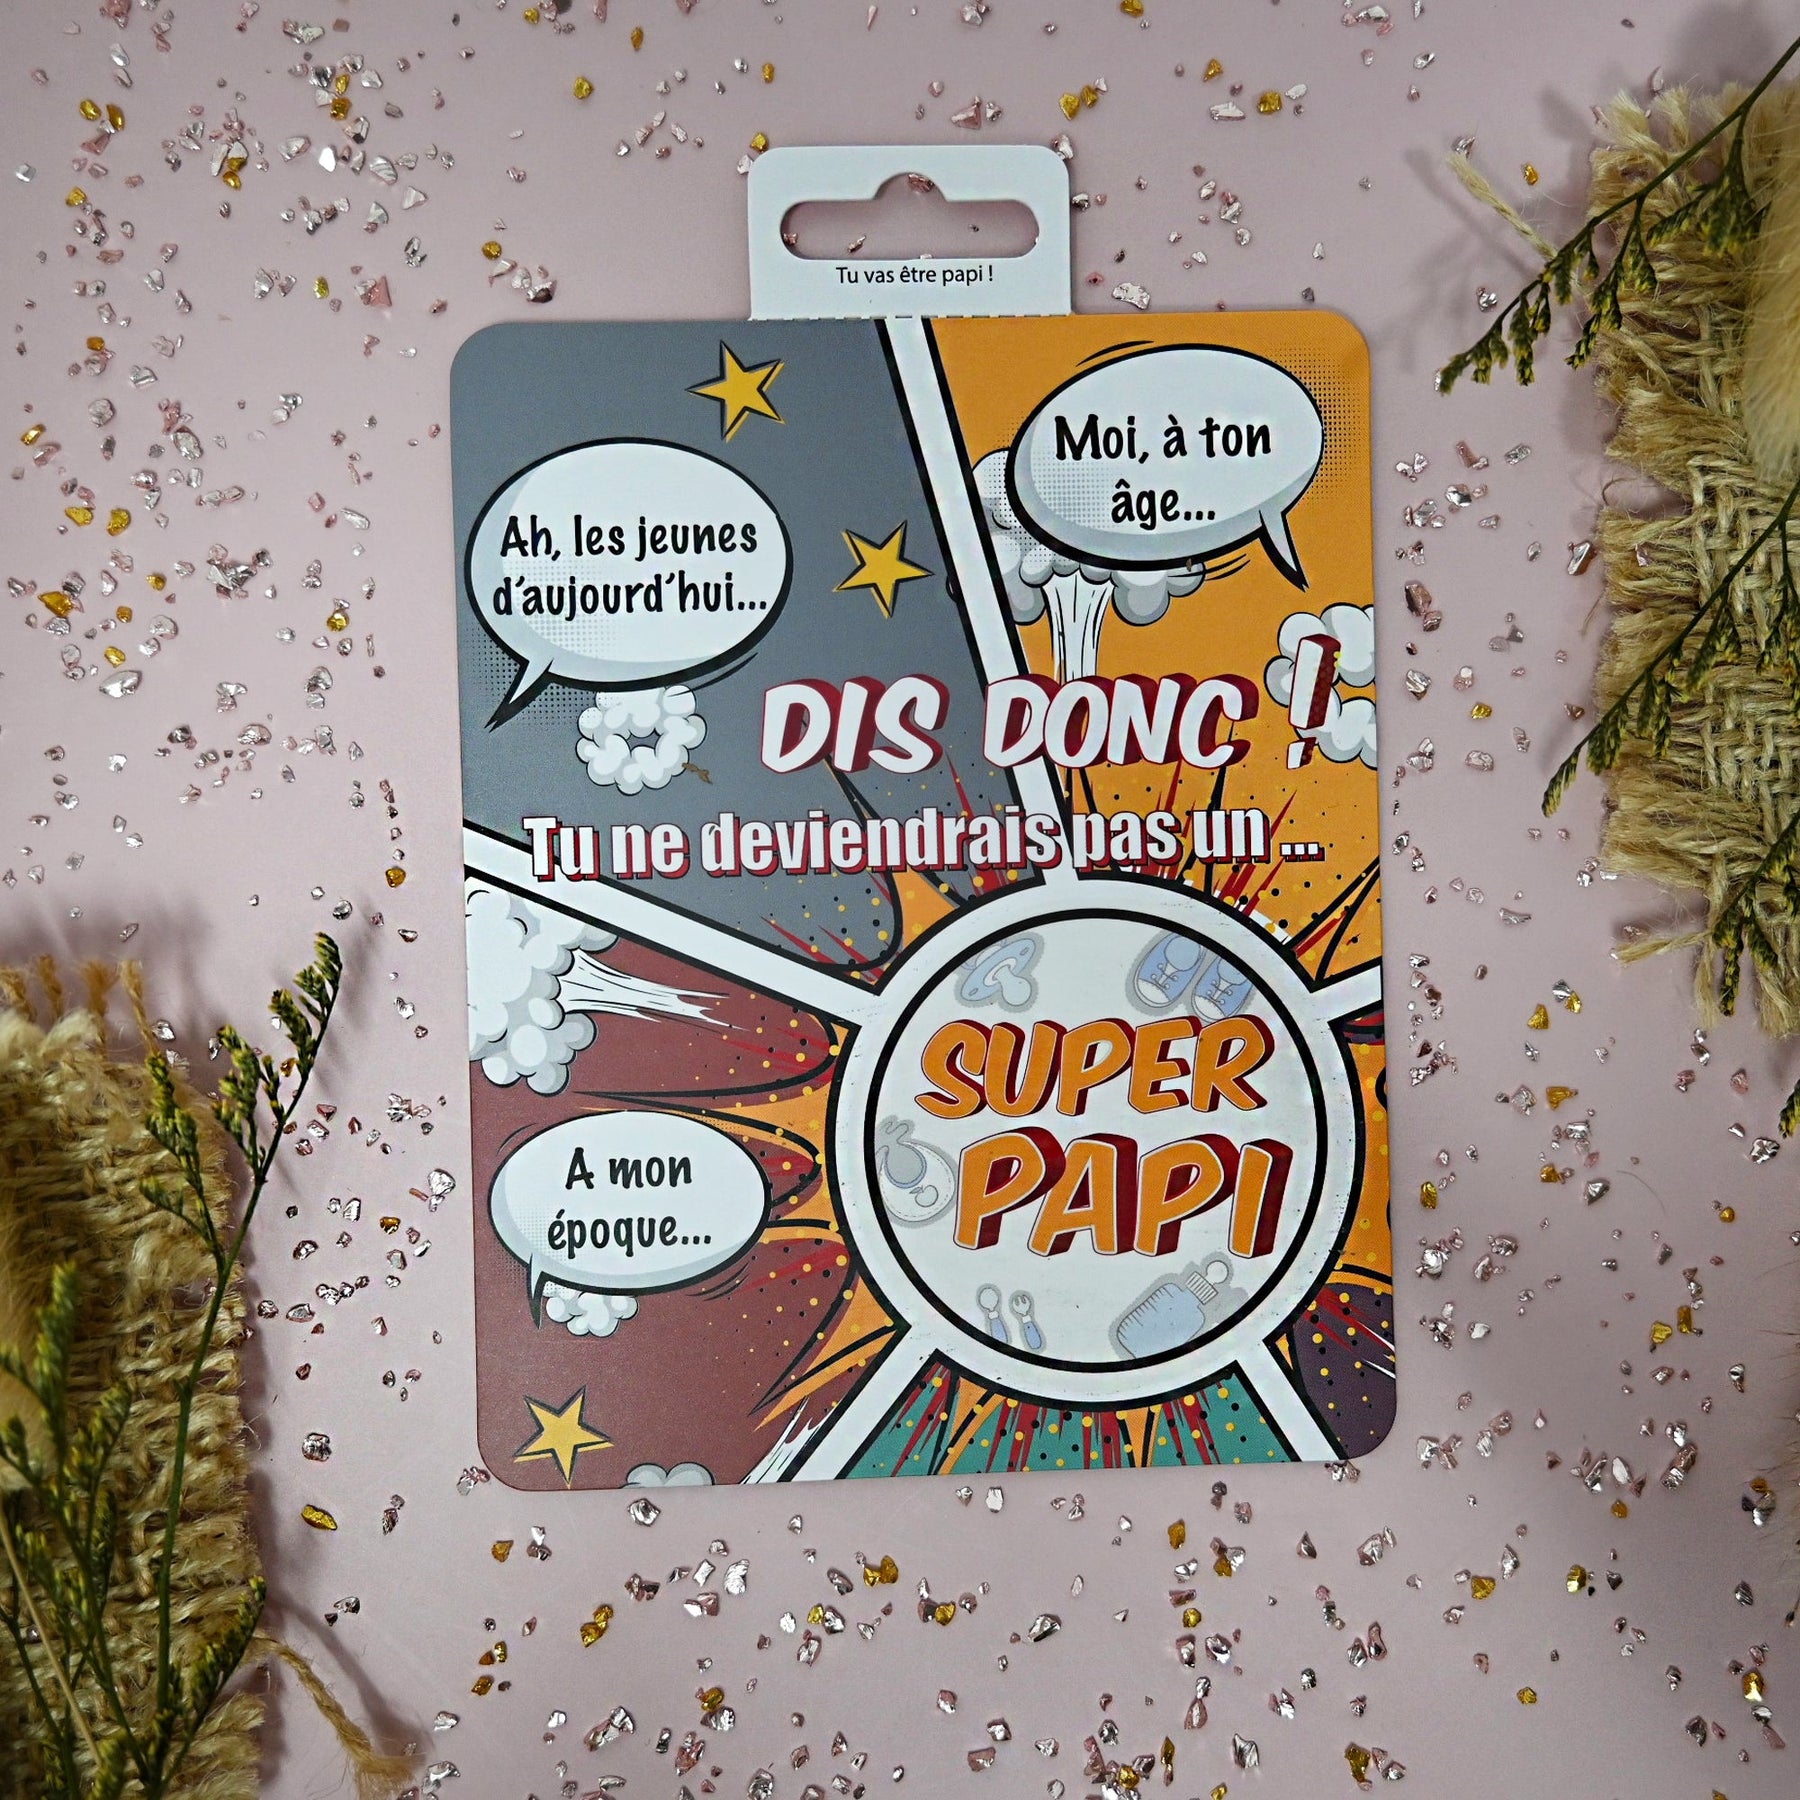 Tu vas être papi !
Moi, à ton
âge...
Ah, les jeunes
d'aujourd'hui...
DIS DONC !
Tu ne deviendrais pas un ...
SUPER
PAPI
A mon
époque...